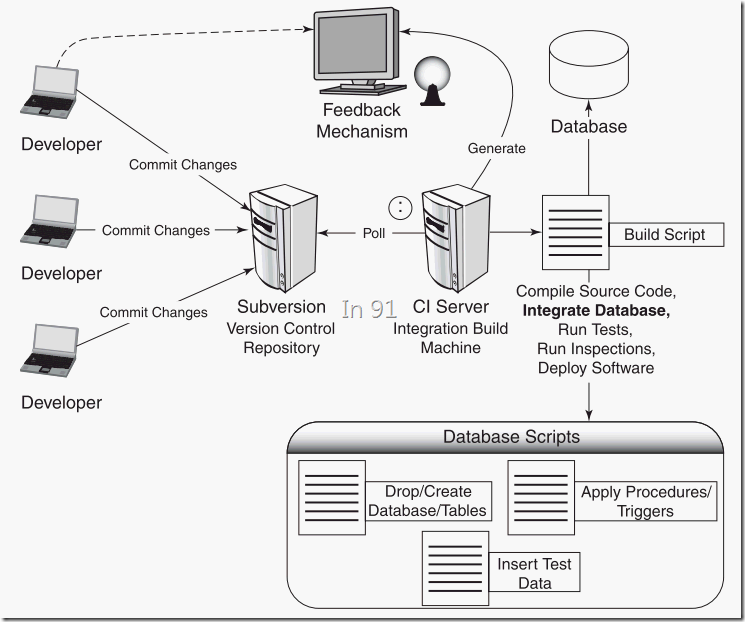 Feedback
Mechanism
Developer
Database
Commit Changes
Generate
Commit Changes
Poll
Build Script
Developer
Commit Changes
Subversion
Version Control
Repository
In 91
CI Server
Integration Build
Machine
Compile Source Code,
Integrate Database,
Run Tests,
Run Inspections,
Deploy Software
Developer
Database Scripts
Drop/Create
Database/Tables
Apply Procedures/
Triggers
Insert Test
Data